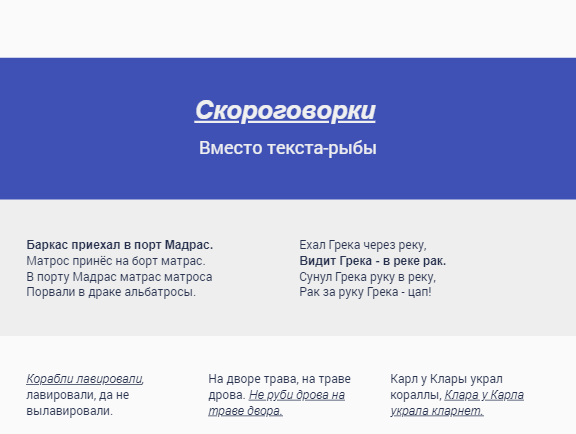 Скороговорки
Вместо текста-рыбы
Баркас приехал в порт Мадрас.
Матрос принёс на борт матрас.
В порту Мадрас матрас матроса
Порвали в драке альбатросы.
Ехал Грека через реку,
Видит Грека - в реке рак.
Сунул Грека руку в реку,
Рак за руку Грека - цап!
Корабли лавировали,
лавировали, да не
вылавировали.
На дворе трава, на траве
дрова. Не руби дрова на
траве двора.
Карл у Клары украл
кораллы, Клара у Карла
украла кларнет.